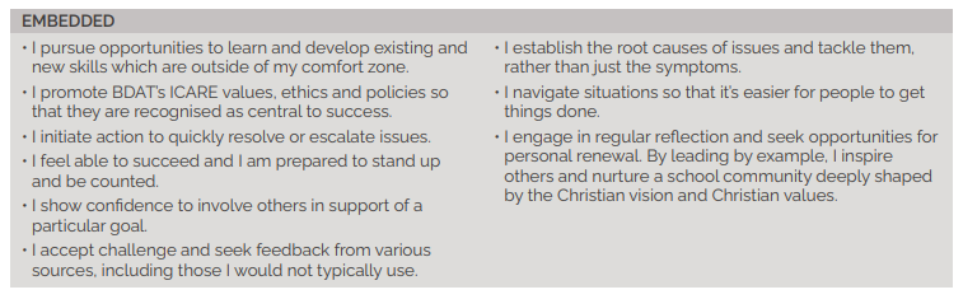 EMBEDDED
• I pursue opportunities to learn and develop existing and
new skills which are outside of my comfort zone.
• I promote BDAT's ICARE values, ethics and policies so
that they are recognised as central to success.
• I initiate action to quickly resolve or escalate issues.
• I feel able to succeed and I am prepared to stand up
and be counted.
• I show confidence to involve others in support of a
particular goal.
• I accept challenge and seek feedback from various
sources, including those I would not typically use.
• I establish the root causes of issues and tackle them,
rather than just the symptoms.
• I navigate situations so that it's easier for people to get
things done.
• I engage in regular reflection and seek opportunities for
personal renewal. By leading by example, I inspire
others and nurture a school community deeply shaped
by the Christian vision and Christian values.